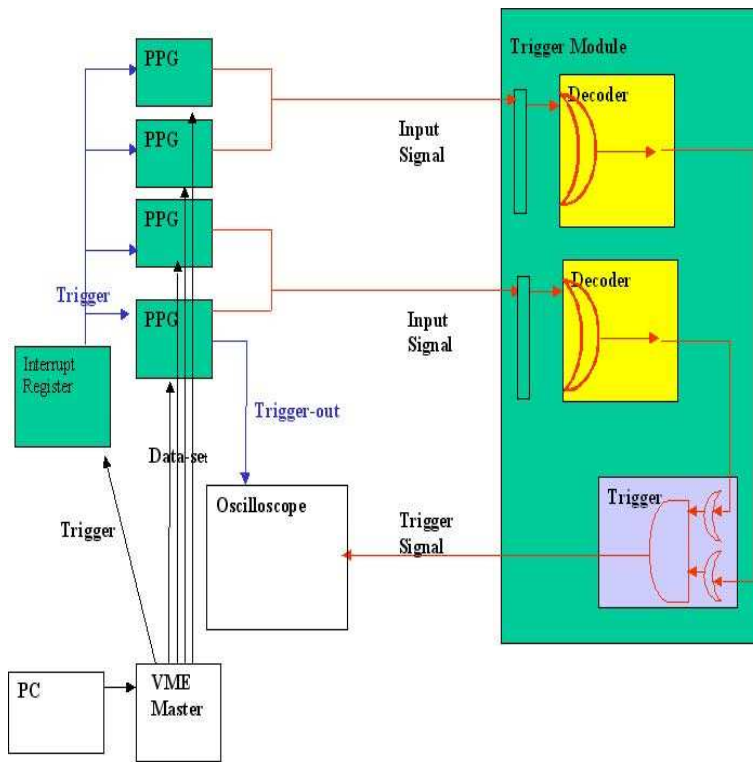 PPG
Trigger Module
Decoder
Input
Signal
PPG
PPG
Decoder
Trigger
PPG
Input
Signal
Interrupt
Register
Trigger-out
Data-set
Oscilloscope
Trigger
Trigger
Signal
Trigger
PC
VME
Master